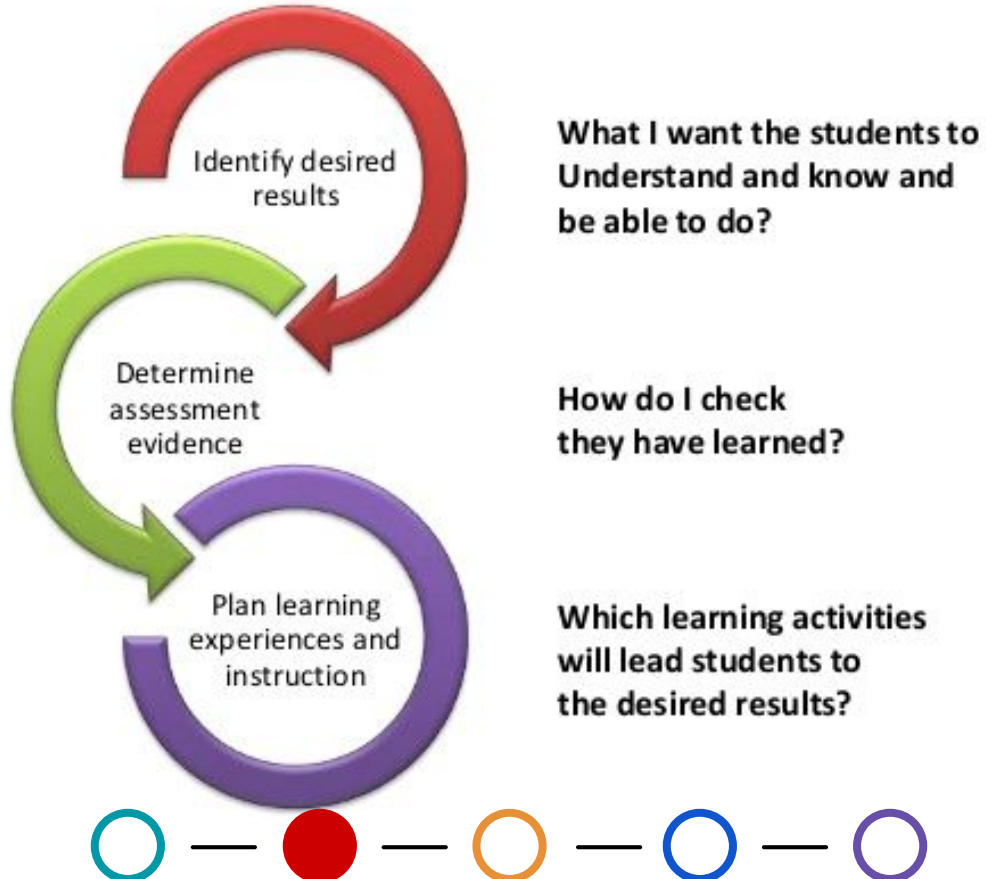 Identify desired
results
What I want the students to
Understand and know and
be able to do?
Determine
assessment
evidence
How do I check
they have learned?
Plan learning
experiences and
instruction
Which learning activities
will lead students to
the desired results?